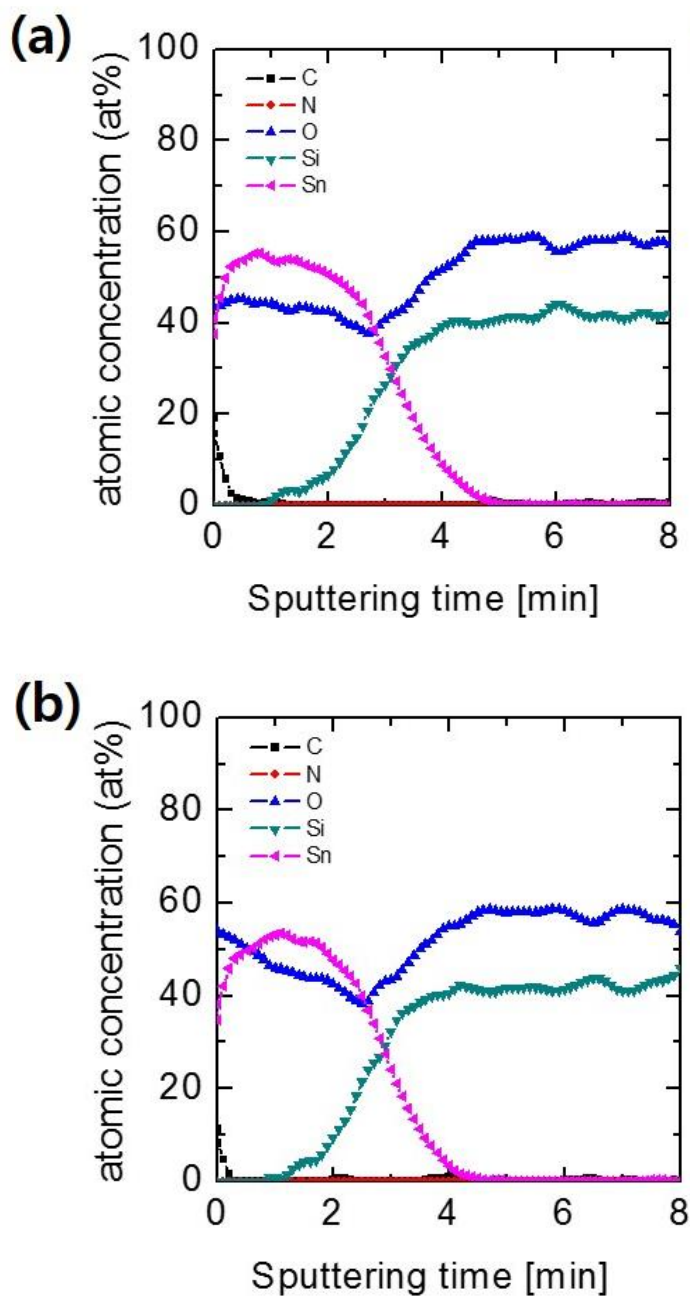 (a)
atomic concentration (at%)
100
80
60
40
20
0
C
N
O
Si
Sn
0 2 4 6 8
Sputtering time [min]
(b)
atomic concentration (at%)
100
80
60
40
20
0
C
N
O
Si
Sn
0 2 4 6 8
Sputtering time [min]